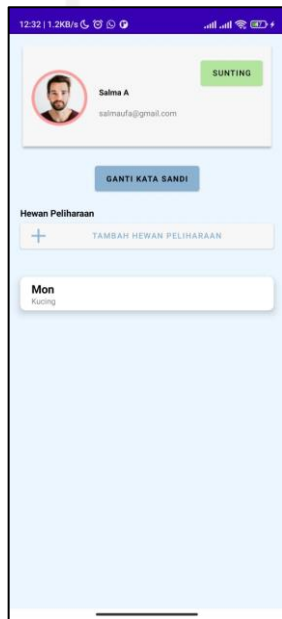 12:32 | 1.2KB/s
SUNTING
Salma A
salmaufa@gmail.com
GANTI KATA SANDI
Hewan Peliharaan
+ TAMBAH HEWAN PELIHARAAN
Mon
Kucing